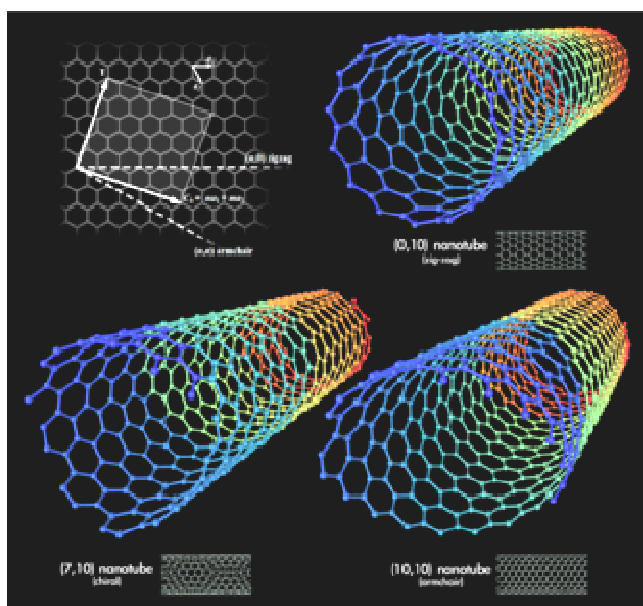 T
(n,0) zigzag
(n,n) armchair
(0,10) nanotube
(zig-zag)
(7,10) nanotube
(chiral)
(10,10) nanotube
(armchair)